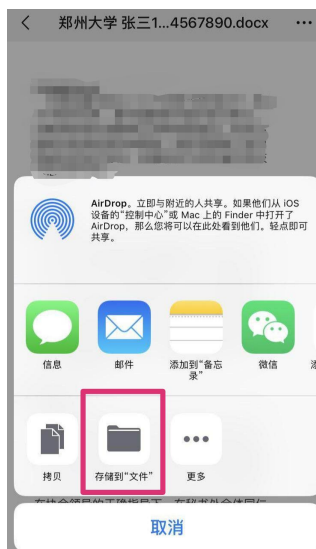 郑州大学 张三1...4567890.docx
AirDrop。立即与附近的人共享。如果他们从 iOS
设备的“控制中心”或 Mac 上的 Finder 中打开了
AirDrop，那么您将可以在此处看到他们。轻点即可
共享。
信息
邮件
添加到“备忘
录”
微信
拷贝
存储到“文件”
更多
取消